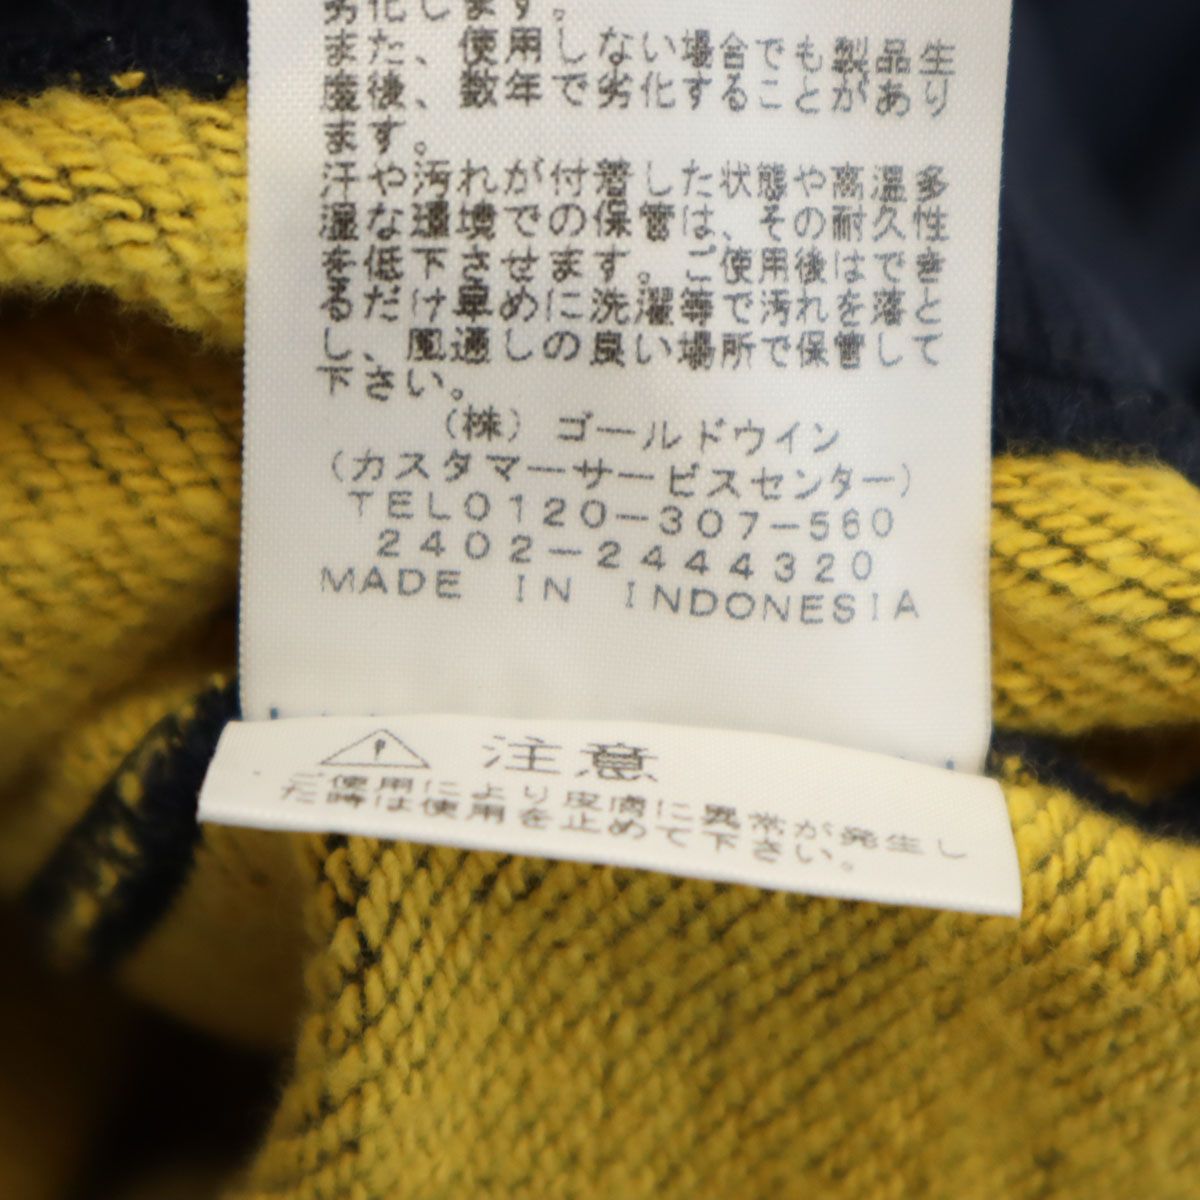 劣化します。
また、使用しない場合でも製品生
産後、数年で劣化することがあり
ます。
汗や汚れが付着した状態や高温多
湿な環境での保管は、その耐久性
を低下させます。ご使用後はでき
るだけ早めに洗濯等で汚れを落と
し、風通しの良い場所で保管して
下さい。
(株)ゴールドウイン
(カスタマーサービスセンター)
TEL0120-307-560
2402-2444320
MADE IN INDONESIA
注意
ご使用により皮膚に異常が発生し
た時は使用を止めて下さい。